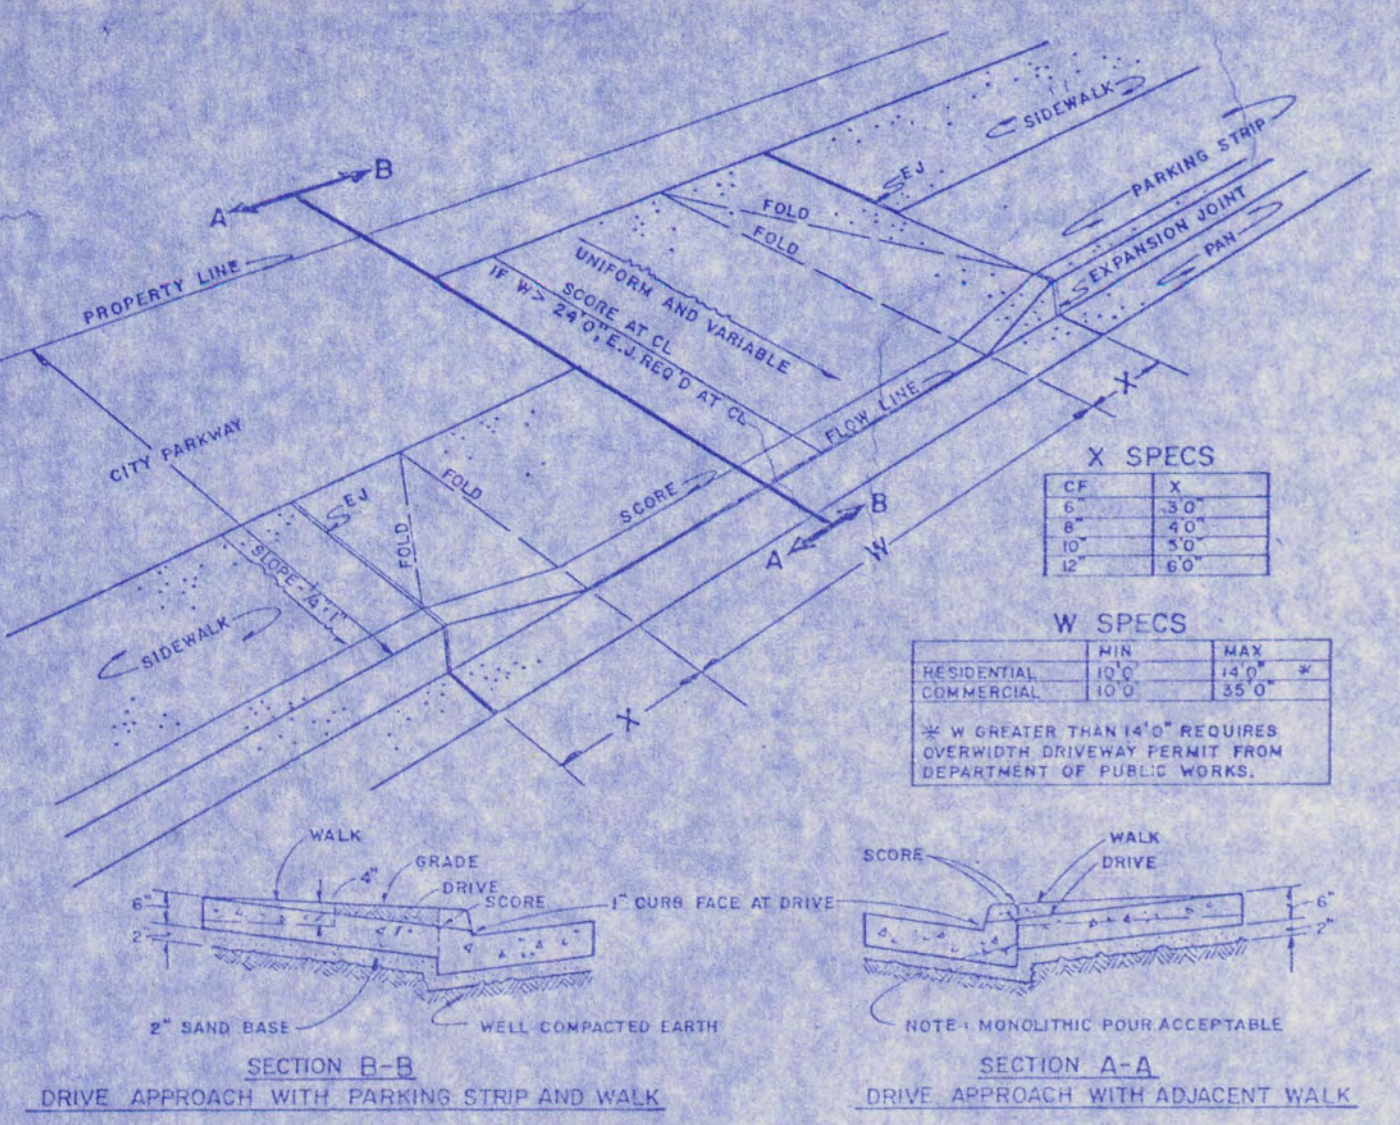 B
A
SIDEWALK
PARKING STRIP
EJ
EXPANSION JOINT
PAN
FOLD
FOLD
PROPERTY LINE
UNIFORM AND VARIABLE
SCORE AT CL
IF W > 24'0", E.J. REQ'D AT CL
FLOW LINE
X
CITY PARKWAY
EJ
FOLD
FOLD
SCORE
B
A
W
SLOPE - 1/4" : 1"
SIDEWALK
X
X SPECS
CF X
6" 3'0"
8" 4'0"
10" 5'0"
12" 6'0"
W SPECS
MIN MAX
RESIDENTIAL 10'0" 14'0" *
COMMERCIAL 10'0" 35'0"
* W GREATER THAN 14'0" REQUIRES
OVERWIDTH DRIVEWAY PERMIT FROM
DEPARTMENT OF PUBLIC WORKS.
WALK
4"
GRADE
DRIVE
SCORE
6"
2"
1" CURB FACE AT DRIVE
2" SAND BASE
WELL COMPACTED EARTH
SECTION B-B
DRIVE APPROACH WITH PARKING STRIP AND WALK
SCORE
WALK
DRIVE
6"
2"
NOTE: MONOLITHIC POUR ACCEPTABLE
SECTION A-A
DRIVE APPROACH WITH ADJACENT WALK